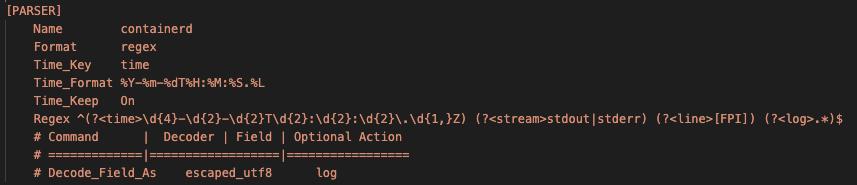 [PARSER]
    Name        containerd
    Format      regex
    Time_Key    time
    Time_Format %Y-%m-%dT%H:%M:%S.%L
    Time_Keep   On
    Regex ^(?<time>\d{4}-\d{2}-\d{2}T\d{2}:\d{2}:\d{2}\.\d{1,}Z) (?<stream>stdout|stderr) (?<line>[FPI]) (?<log>.*)$
    # Command      |  Decoder | Field | Optional Action
    # =============|==================|=================
    # Decode_Field_As    escaped_utf8     log